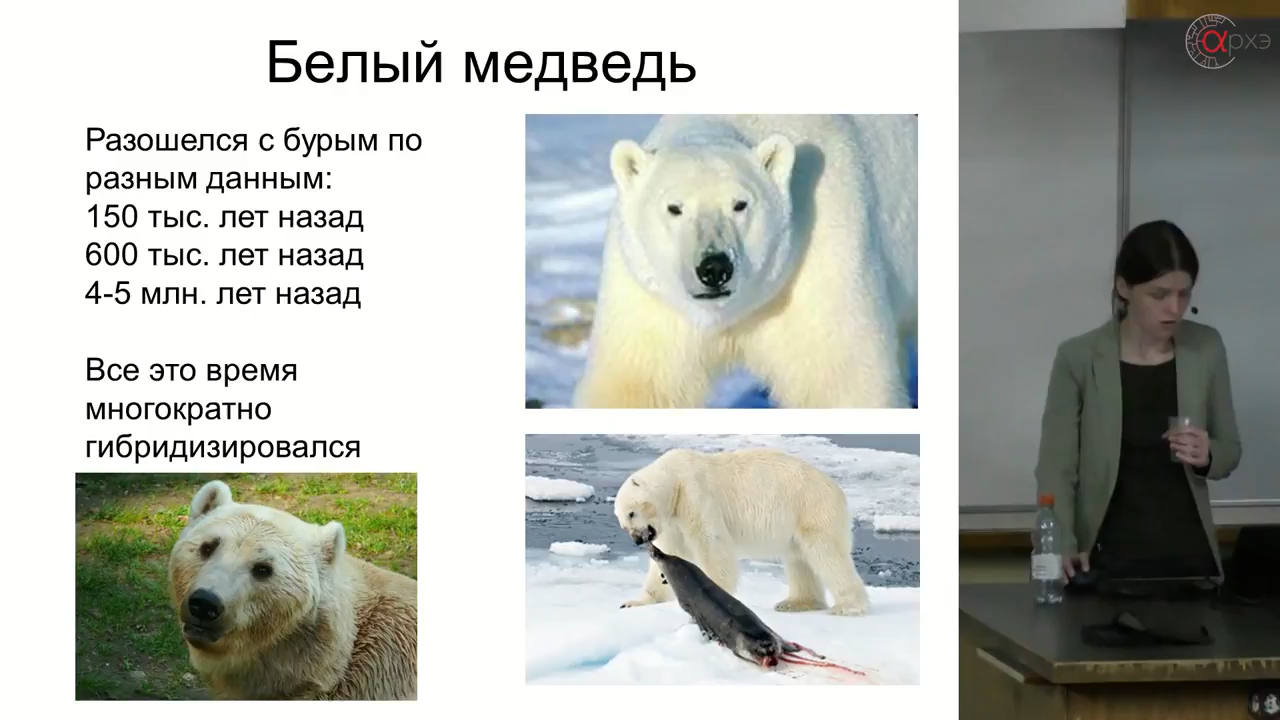 Белый медведь
Разошелся с бурым по
разным данным:
150 тыс. лет назад
600 тыс. лет назад
4-5 млн. лет назад
Все это время
многократно
гибридизировался
αрхэ